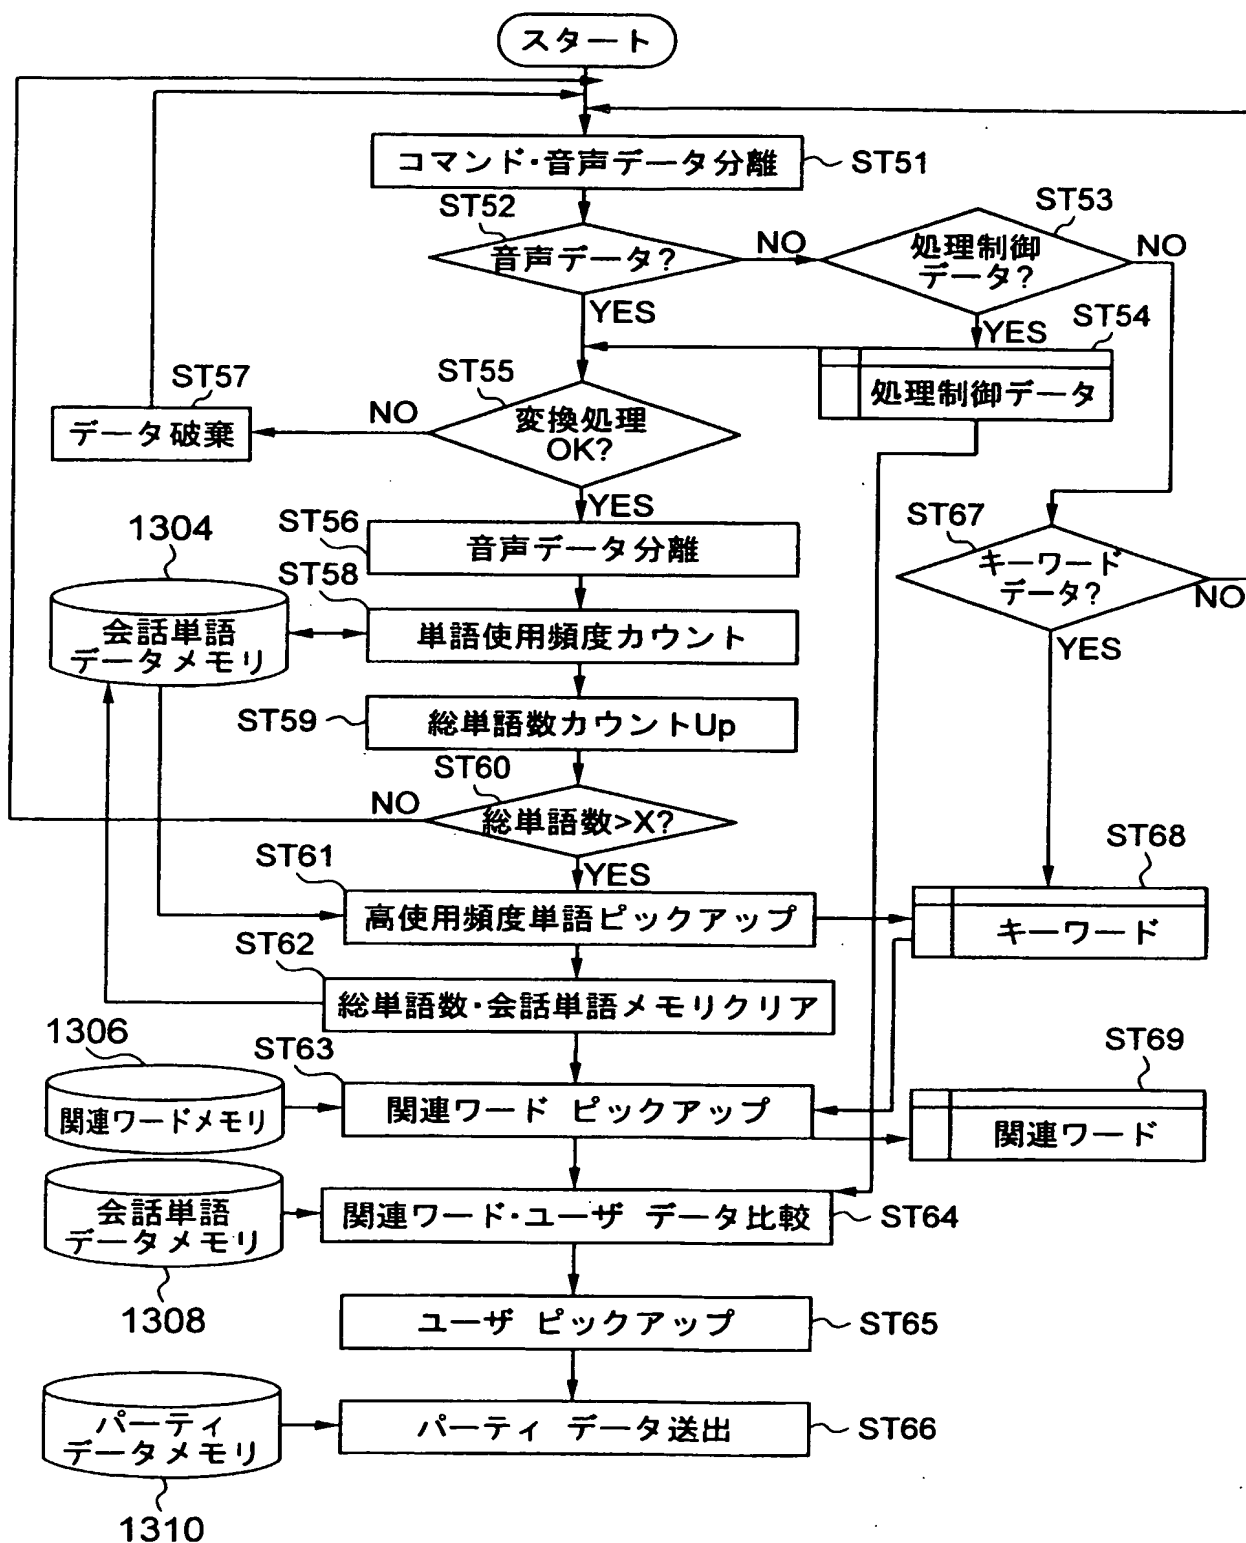 スタート
コマンド・音声データ分離
ST51
ST52
音声データ?
NO
YES
ST53
処理制御
データ?
NO
YES
ST54
処理制御データ
ST57
データ破棄
ST55
変換処理
OK?
NO
YES
ST56
音声データ分離
1304
会話単語
データメモリ
ST58
単語使用頻度カウント
ST67
キーワード
データ?
NO
YES
ST59
総単語数カウントUp
ST60
総単語数>X?
NO
YES
ST61
高使用頻度単語ピックアップ
ST68
キーワード
ST62
総単語数・会話単語メモリクリア
1306
関連ワードメモリ
ST63
関連ワード ピックアップ
ST69
関連ワード
会話単語
データメモリ
1308
関連ワード・ユーザ データ比較
ST64
ユーザ ピックアップ
ST65
パーティ
データメモリ
1310
パーティ データ送出
ST66